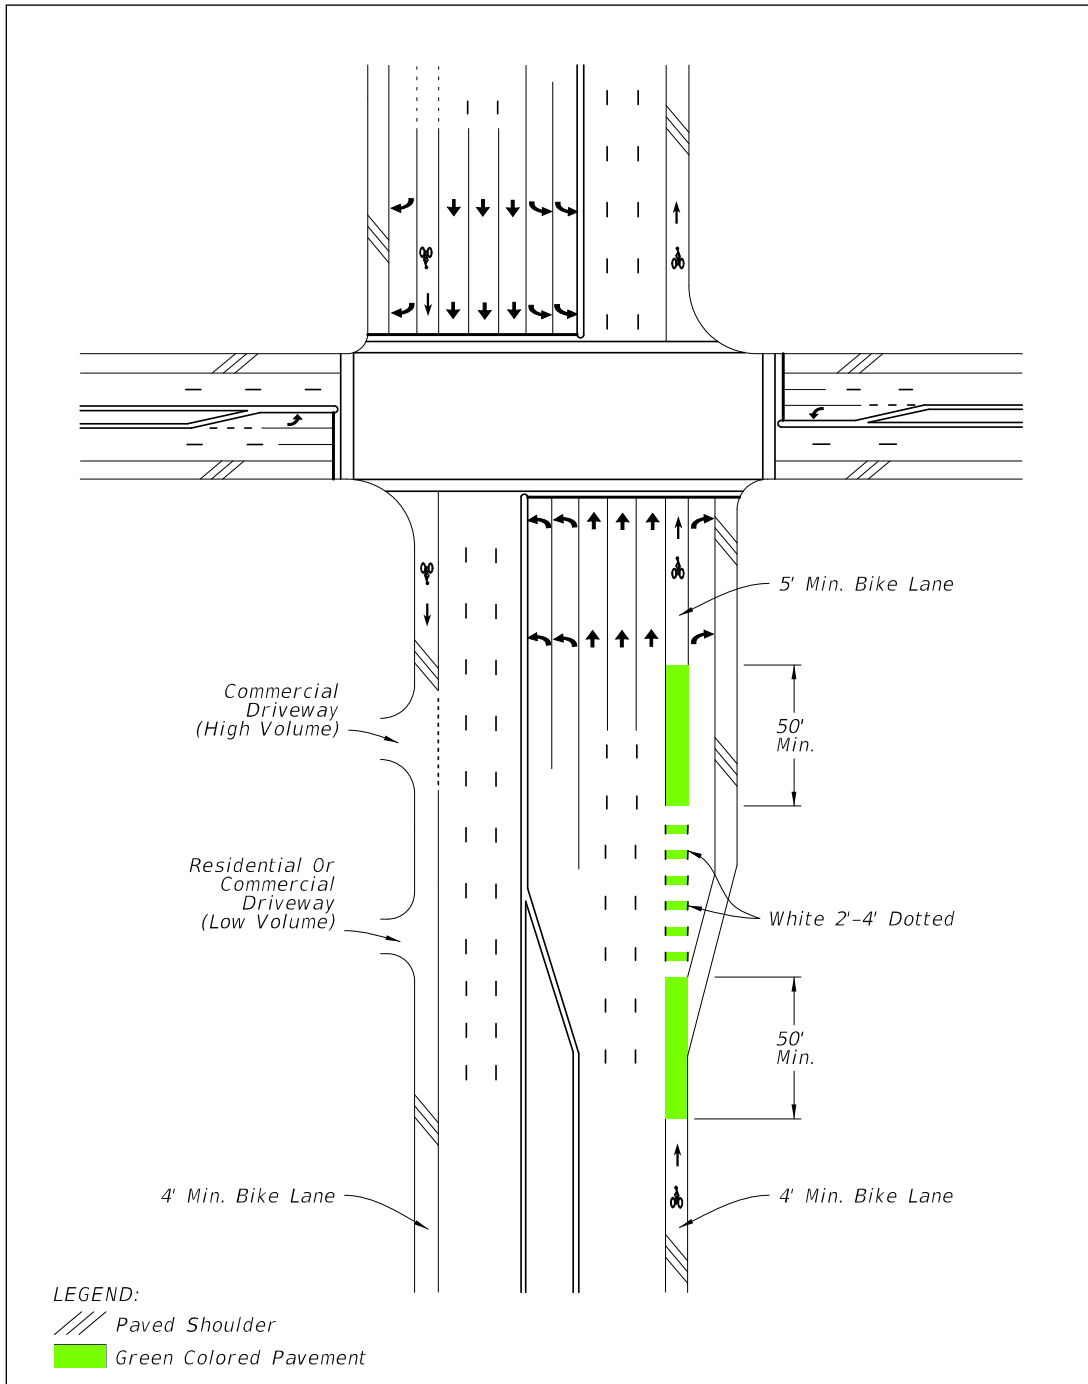 5' Min. Bike Lane
Commercial
Driveway
(High Volume)
50'
Min.
Residential Or
Commercial
Driveway
(Low Volume)
White 2'-4' Dotted
50'
Min.
4' Min. Bike Lane
4' Min. Bike Lane
LEGEND:
Paved Shoulder
Green Colored Pavement